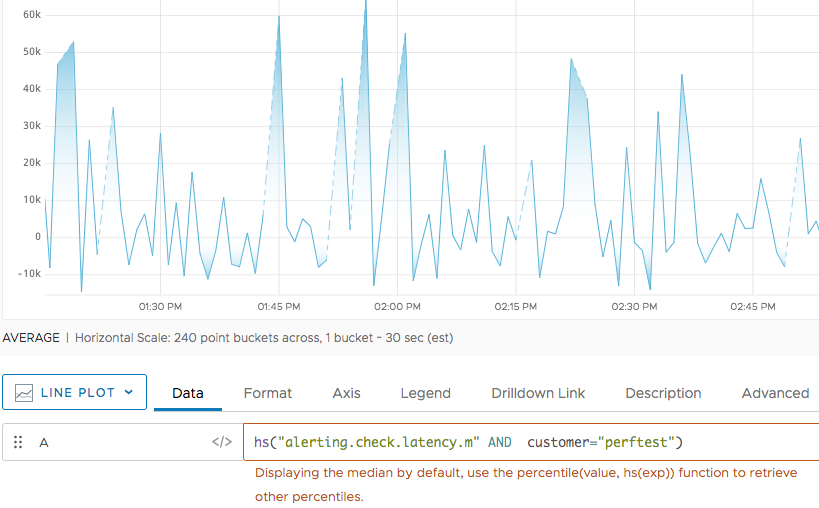 60k
50k
40k
30k
20k
10k
0
-10k
01:30 PM 01:45 PM 02:00 PM 02:15 PM 02:30 PM 02:45 PM
AVERAGE | Horizontal Scale: 240 point buckets across, 1 bucket ~ 30 sec (est)
LINE PLOT Data Format Axis Legend Drilldown Link Description Advanced
A </> hs("alerting.check.latency.m" AND  customer="perftest")
Displaying the median by default, use the percentile(value, hs(exp)) function to retrieve
other percentiles.